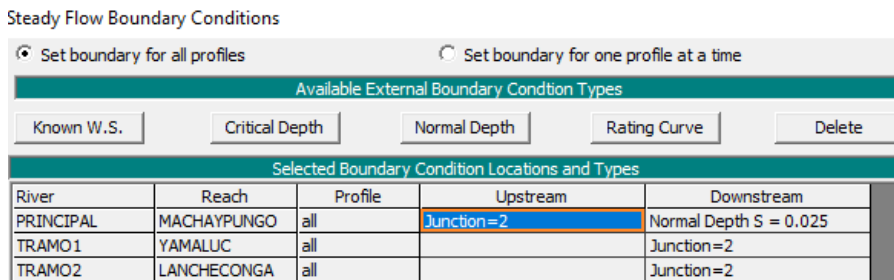 Steady Flow Boundary Conditions
Set boundary for all profiles Set boundary for one profile at a time
Available External Boundary Condtion Types
Known W.S. Critical Depth Normal Depth Rating Curve Delete
Selected Boundary Condition Locations and Types
River Reach Profile Upstream Downstream
PRINCIPAL MACHAYPUNGO all Junction=2 Normal Depth S = 0.025
TRAMO1 YAMALUC all Junction=2
TRAMO2 LANCHECONGA all Junction=2